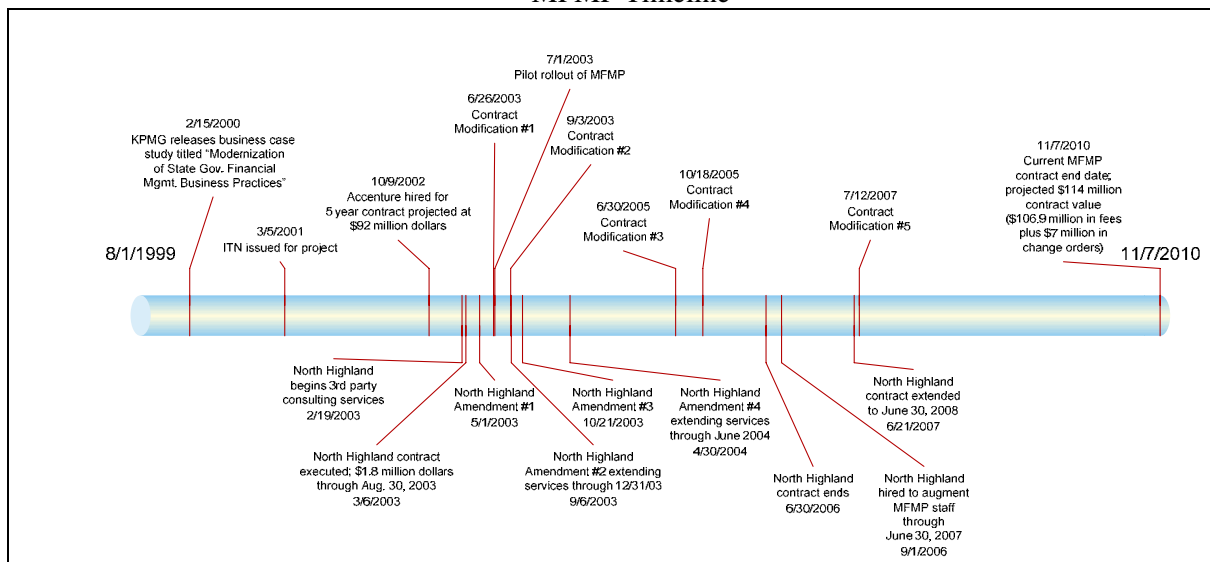 MFMP Timeline
7/1/2003
Pilot rollout of MFMP
6/26/2003
Contract
Modification #1
9/3/2003
Contract
Modification #2
2/15/2000
KPMG releases business case
study titled “Modernization
of State Gov. Financial
Mgmt. Business Practices”
10/9/2002
Accenture hired for
5 year contract projected at
$92 million dollars
3/5/2001
ITN issued for project
6/30/2005
Contract
Modification #3
10/18/2005
Contract
Modification #4
7/12/2007
Contract
Modification #5
11/7/2010
Current MFMP
contract end date;
projected $114 million
contract value
($106.9 million in fees
plus $7 million in
change orders)
8/1/1999
11/7/2010
North Highland
begins 3rd party
consulting services
2/19/2003
North Highland contract
executed; $1.8 million dollars
through Aug. 30, 2003
3/6/2003
North Highland
Amendment #1
5/1/2003
North Highland
Amendment #2 extending
services through 12/31/03
9/6/2003
North Highland
Amendment #3
10/21/2003
North Highland
Amendment #4
extending services
through June 2004
4/30/2004
North Highland
contract ends
6/30/2006
North Highland
hired to augment
MFMP staff
through
June 30, 2007
9/1/2006
North Highland
contract extended
to June 30, 2008
6/21/2007